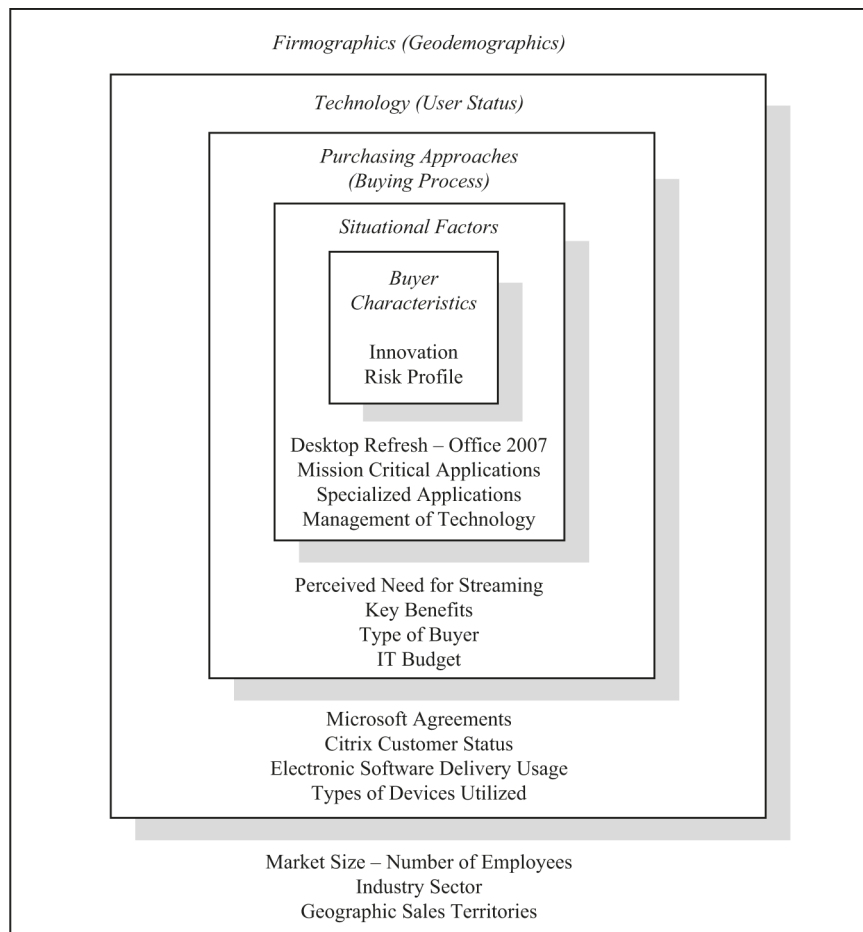 Firmographics (Geodemographics)
Technology (User Status)
Purchasing Approaches
(Buying Process)
Situational Factors
Buyer
Characteristics
Innovation
Risk Profile
Desktop Refresh – Office 2007
Mission Critical Applications
Specialized Applications
Management of Technology
Perceived Need for Streaming
Key Benefits
Type of Buyer
IT Budget
Microsoft Agreements
Citrix Customer Status
Electronic Software Delivery Usage
Types of Devices Utilized
Market Size – Number of Employees
Industry Sector
Geographic Sales Territories